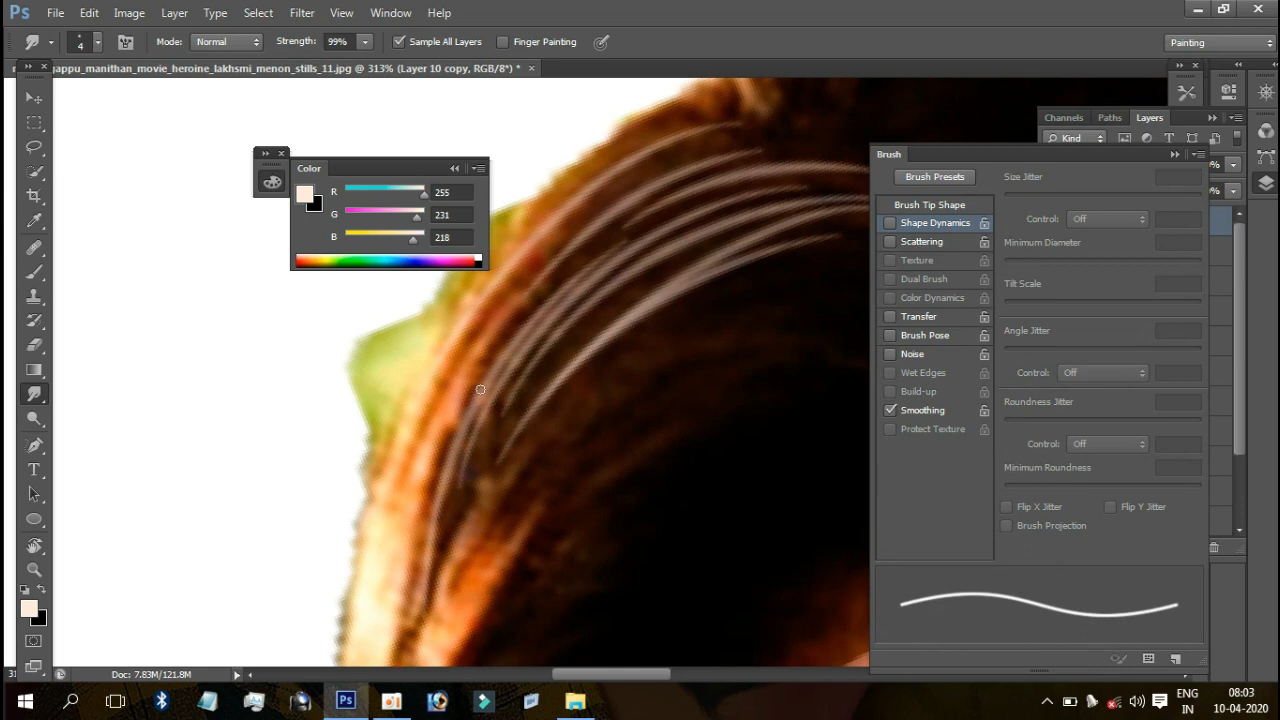 Ps File Edit Image Layer Type Select Filter View Window Help
4 Mode: Normal Strength: 99% Sample All Layers Finger Painting Painting
gappu_manithan_movie_heroine_lakhsmi_menon_stills_11.jpg @ 313% (Layer 10 copy, RGB/8*) *
Channels Paths Layers
Kind
Color
R 255
G 231
B 218
Brush
Brush Presets
Brush Tip Shape
Shape Dynamics
Scattering
Texture
Dual Brush
Color Dynamics
Transfer
Brush Pose
Noise
Wet Edges
Build-up
Smoothing
Protect Texture
Size Jitter
Control: Off
Minimum Diameter
Tilt Scale
Angle Jitter
Control: Off
Roundness Jitter
Control: Off
Minimum Roundness
Flip X Jitter Flip Y Jitter
Brush Projection
Doc: 7.83M/121.8M
Ps
ENG
IN
08:03
10-04-2020